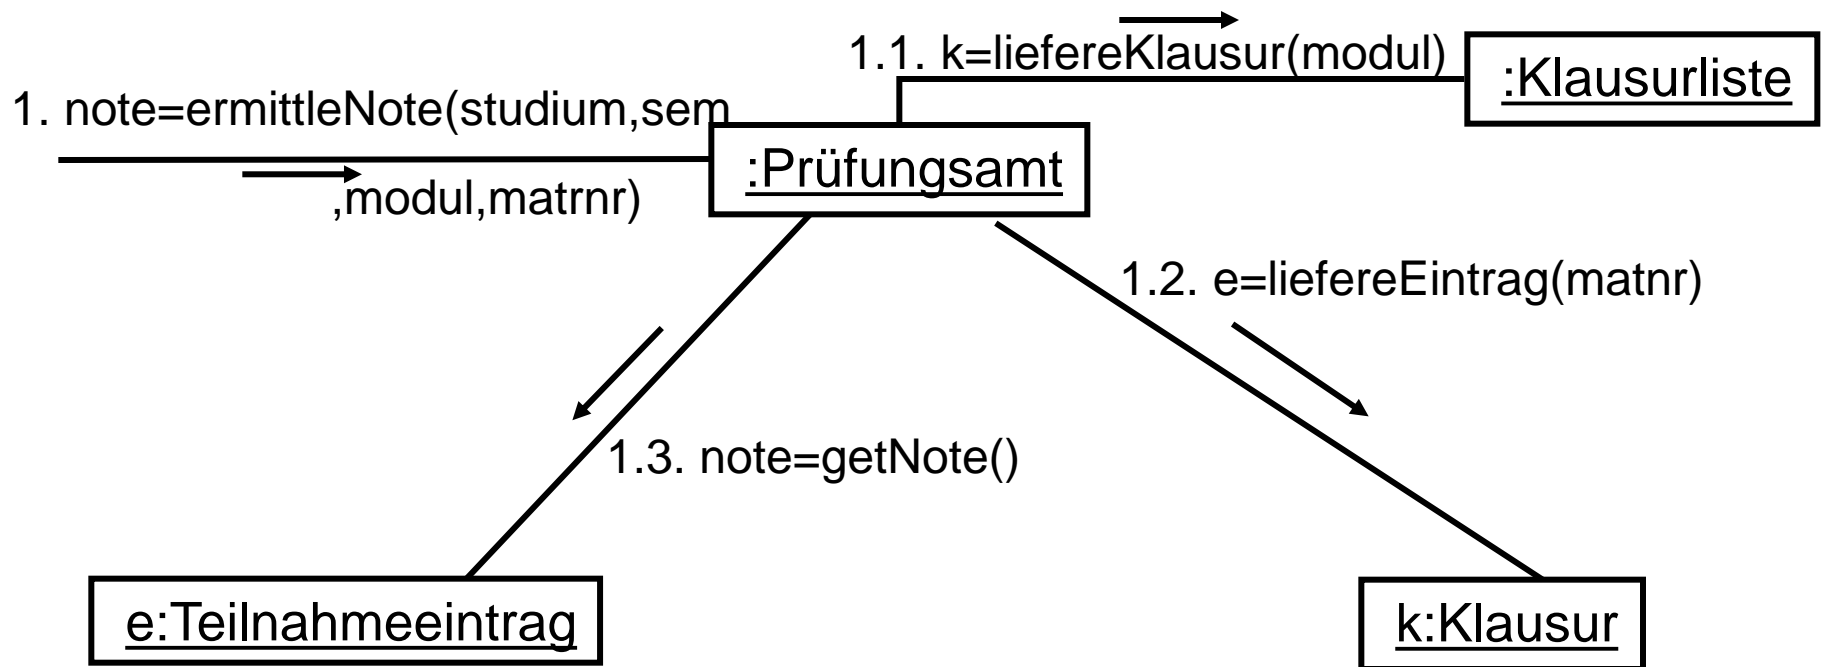 1.1. k=liefereKlausur(modul)
:Klausurliste
1. note=ermittleNote(studium,sem
:Prüfungsamt
,modul,matrnr)
1.2. e=liefereEintrag(matnr)
1.3. note=getNote()
e:Teilnahmeeintrag
k:Klausur